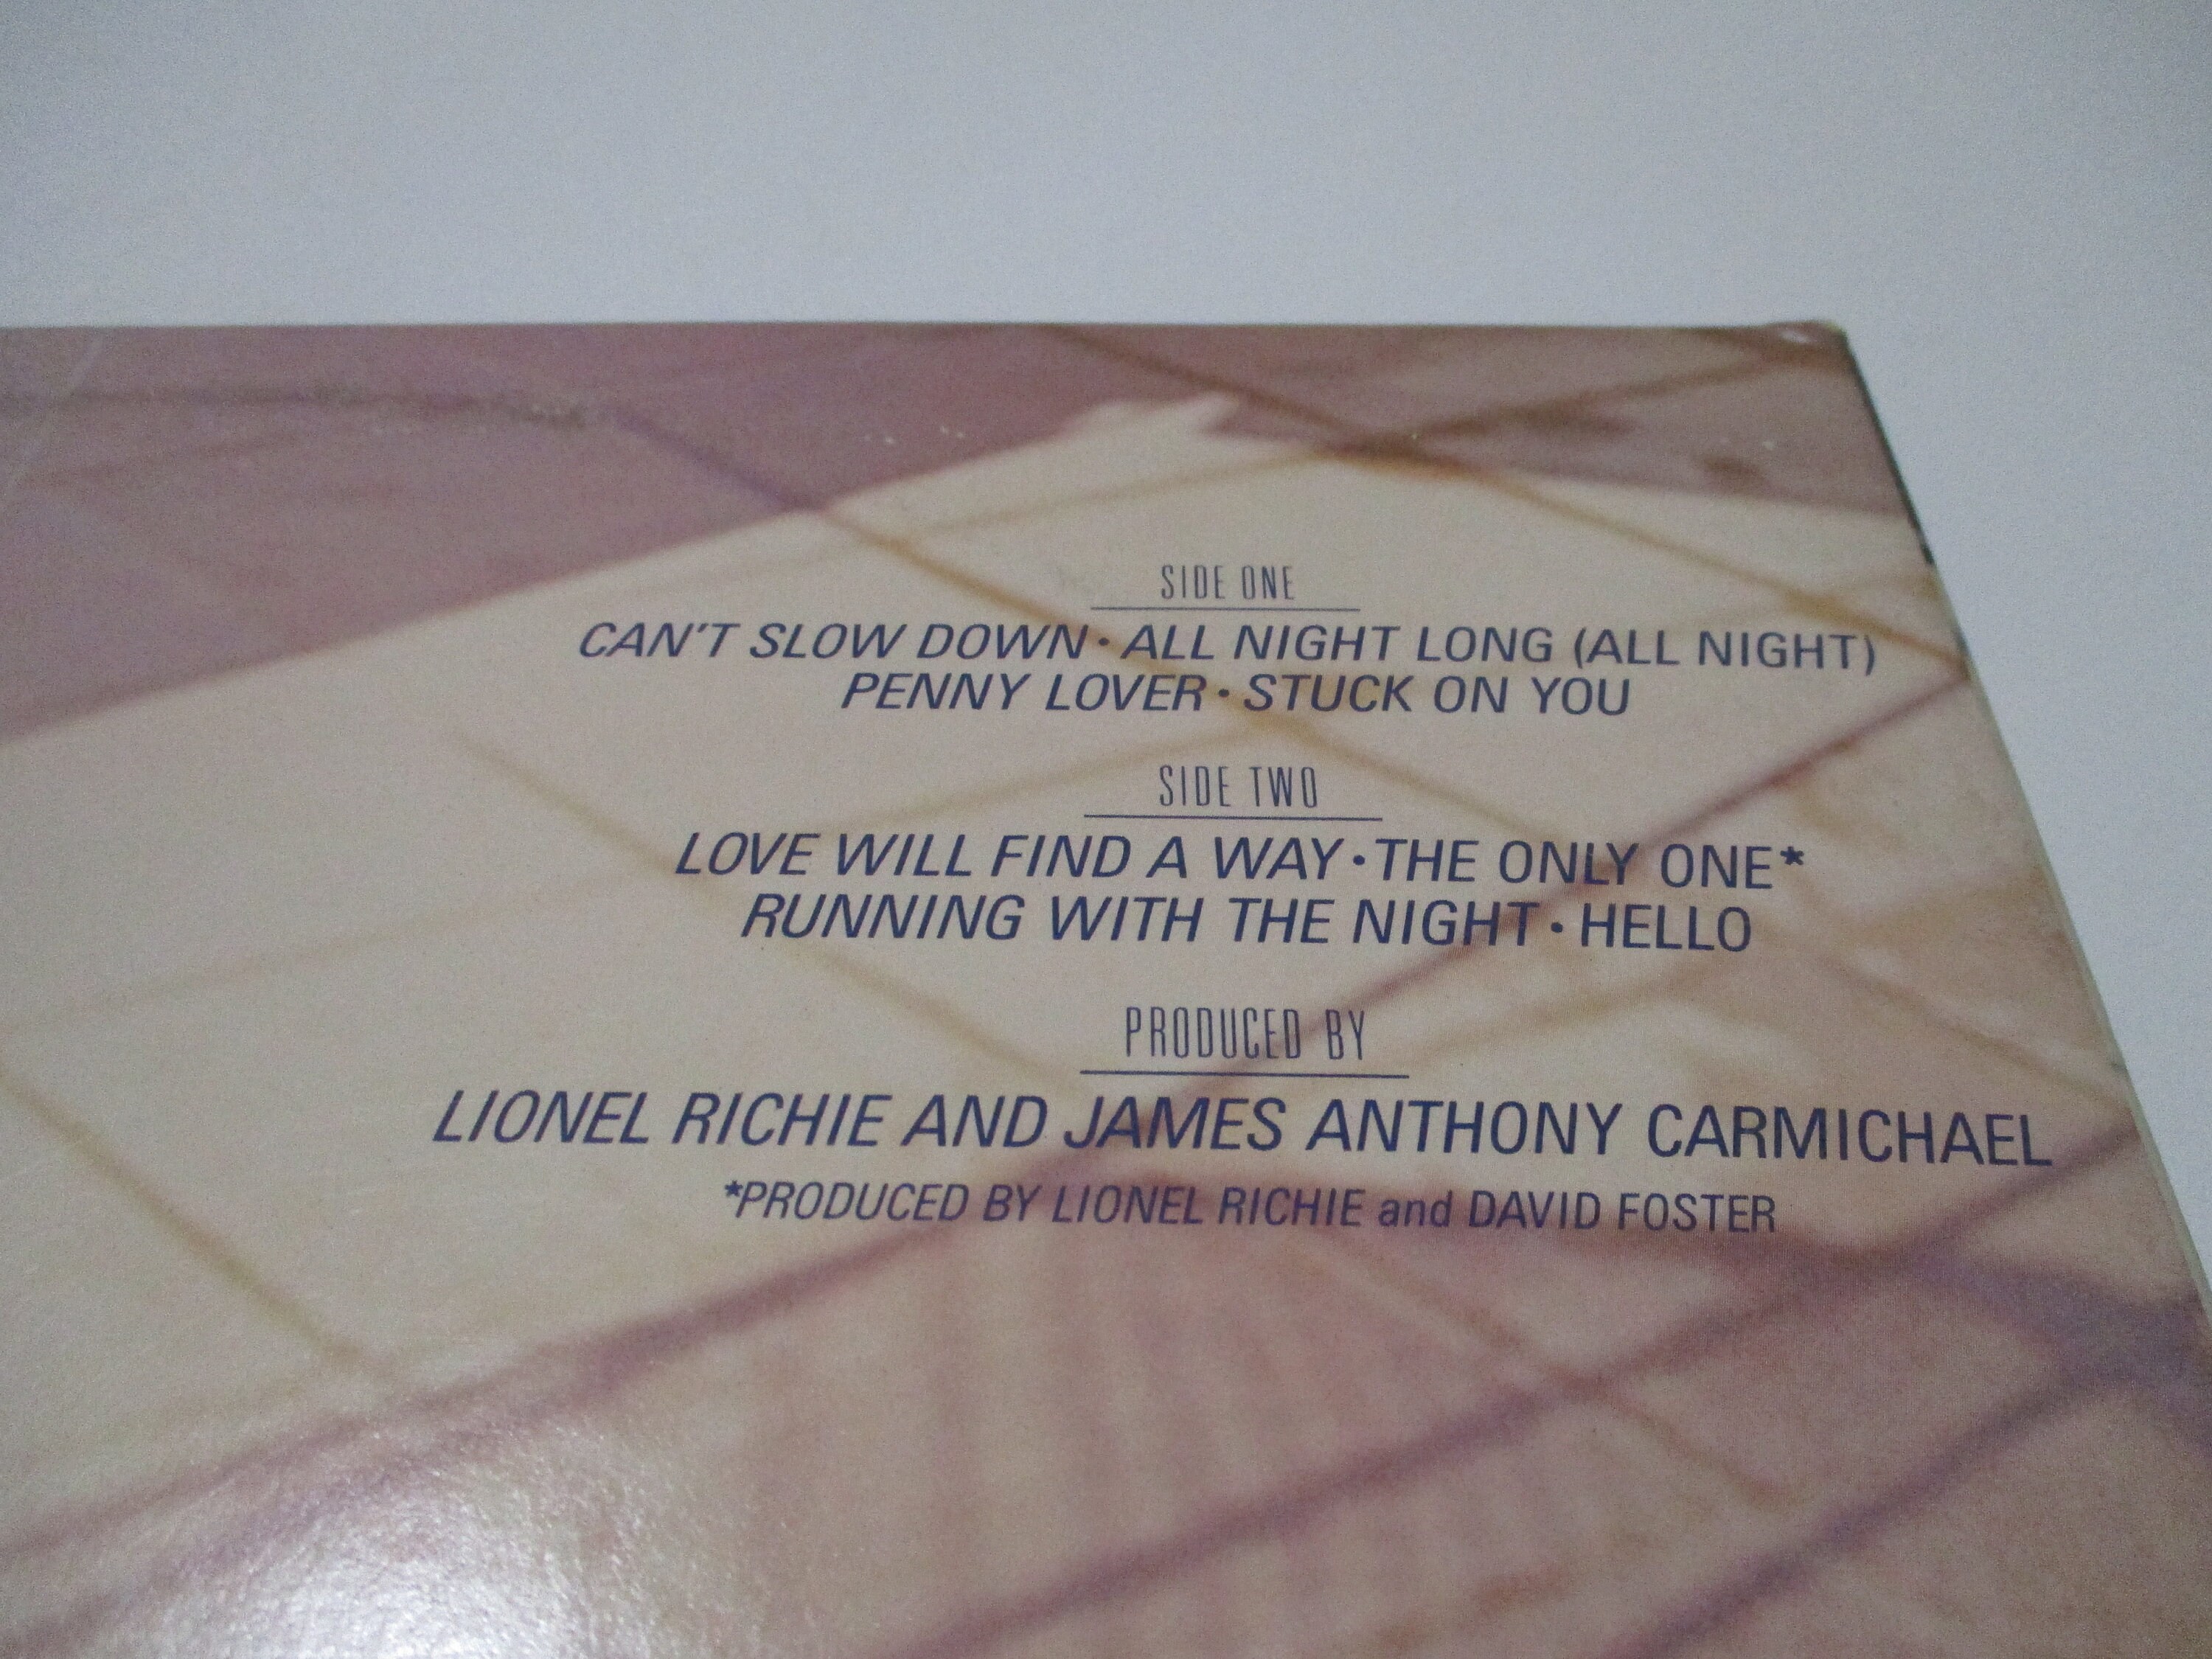 SIDE ONE
CAN'T SLOW DOWN • ALL NIGHT LONG (ALL NIGHT)
PENNY LOVER • STUCK ON YOU
SIDE TWO
LOVE WILL FIND A WAY • THE ONLY ONE*
RUNNING WITH THE NIGHT • HELLO
PRODUCED BY
LIONEL RICHIE AND JAMES ANTHONY CARMICHAEL
*PRODUCED BY LIONEL RICHIE and DAVID FOSTER